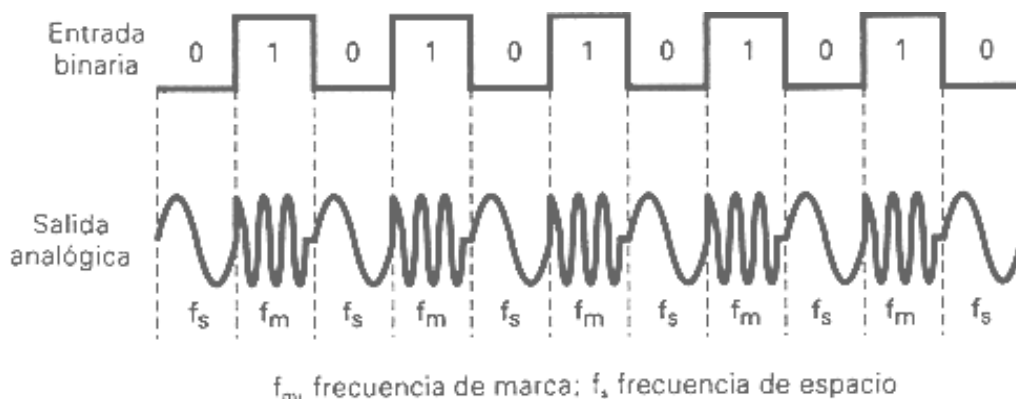 Entrada
binaria
0 1 0 1 0 1 0 1 0 1 0
Salida
analógica
fs fm fs fm fs fm fs fm fs fm fs
fm, frecuencia de marca; fs frecuencia de espacio